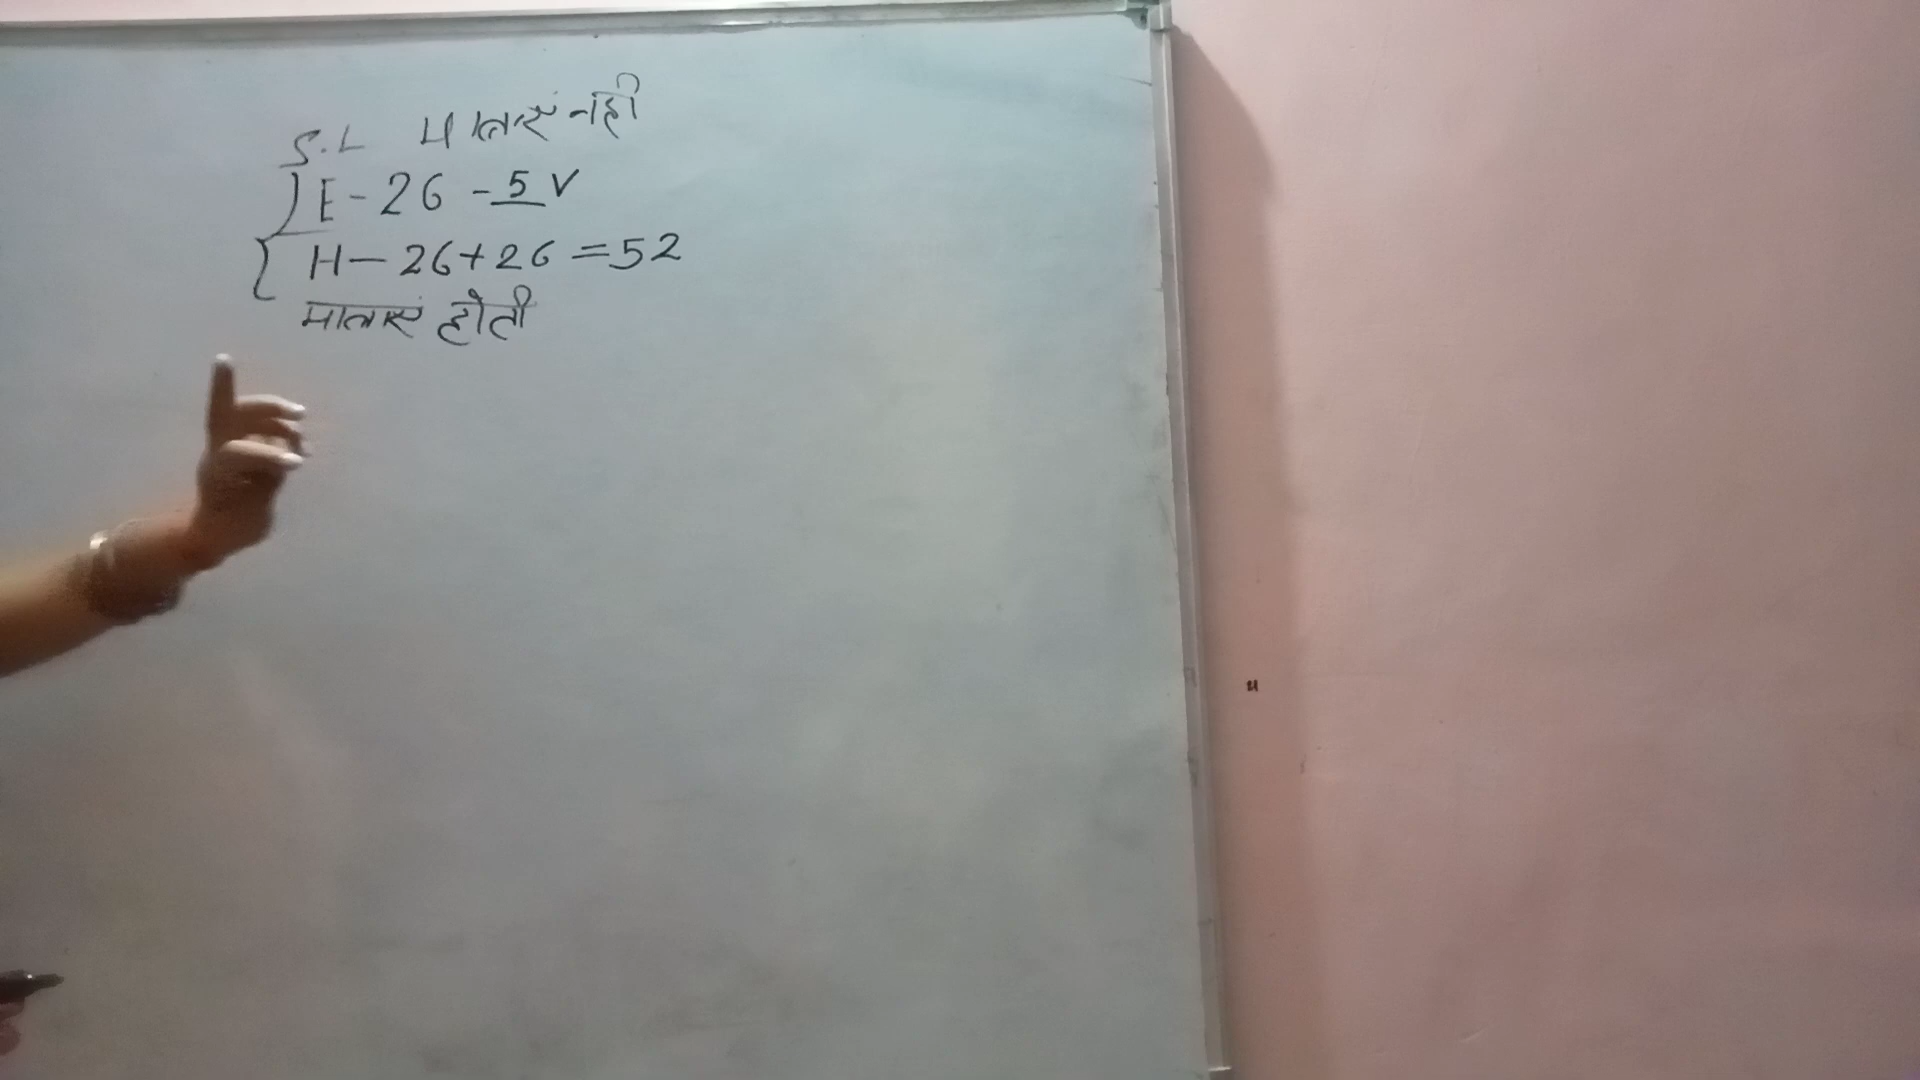 S.L मात्राएं नही
E - 26 - 5 V
H - 26 + 26 = 52
मात्राएं होती